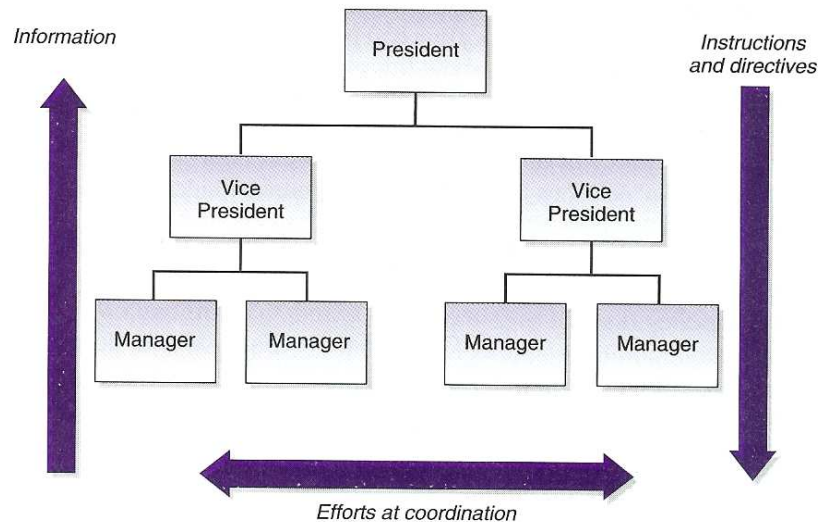 Information
President
Instructions
and directives
Vice
President
Vice
President
Manager
Manager
Manager
Manager
Efforts at coordination